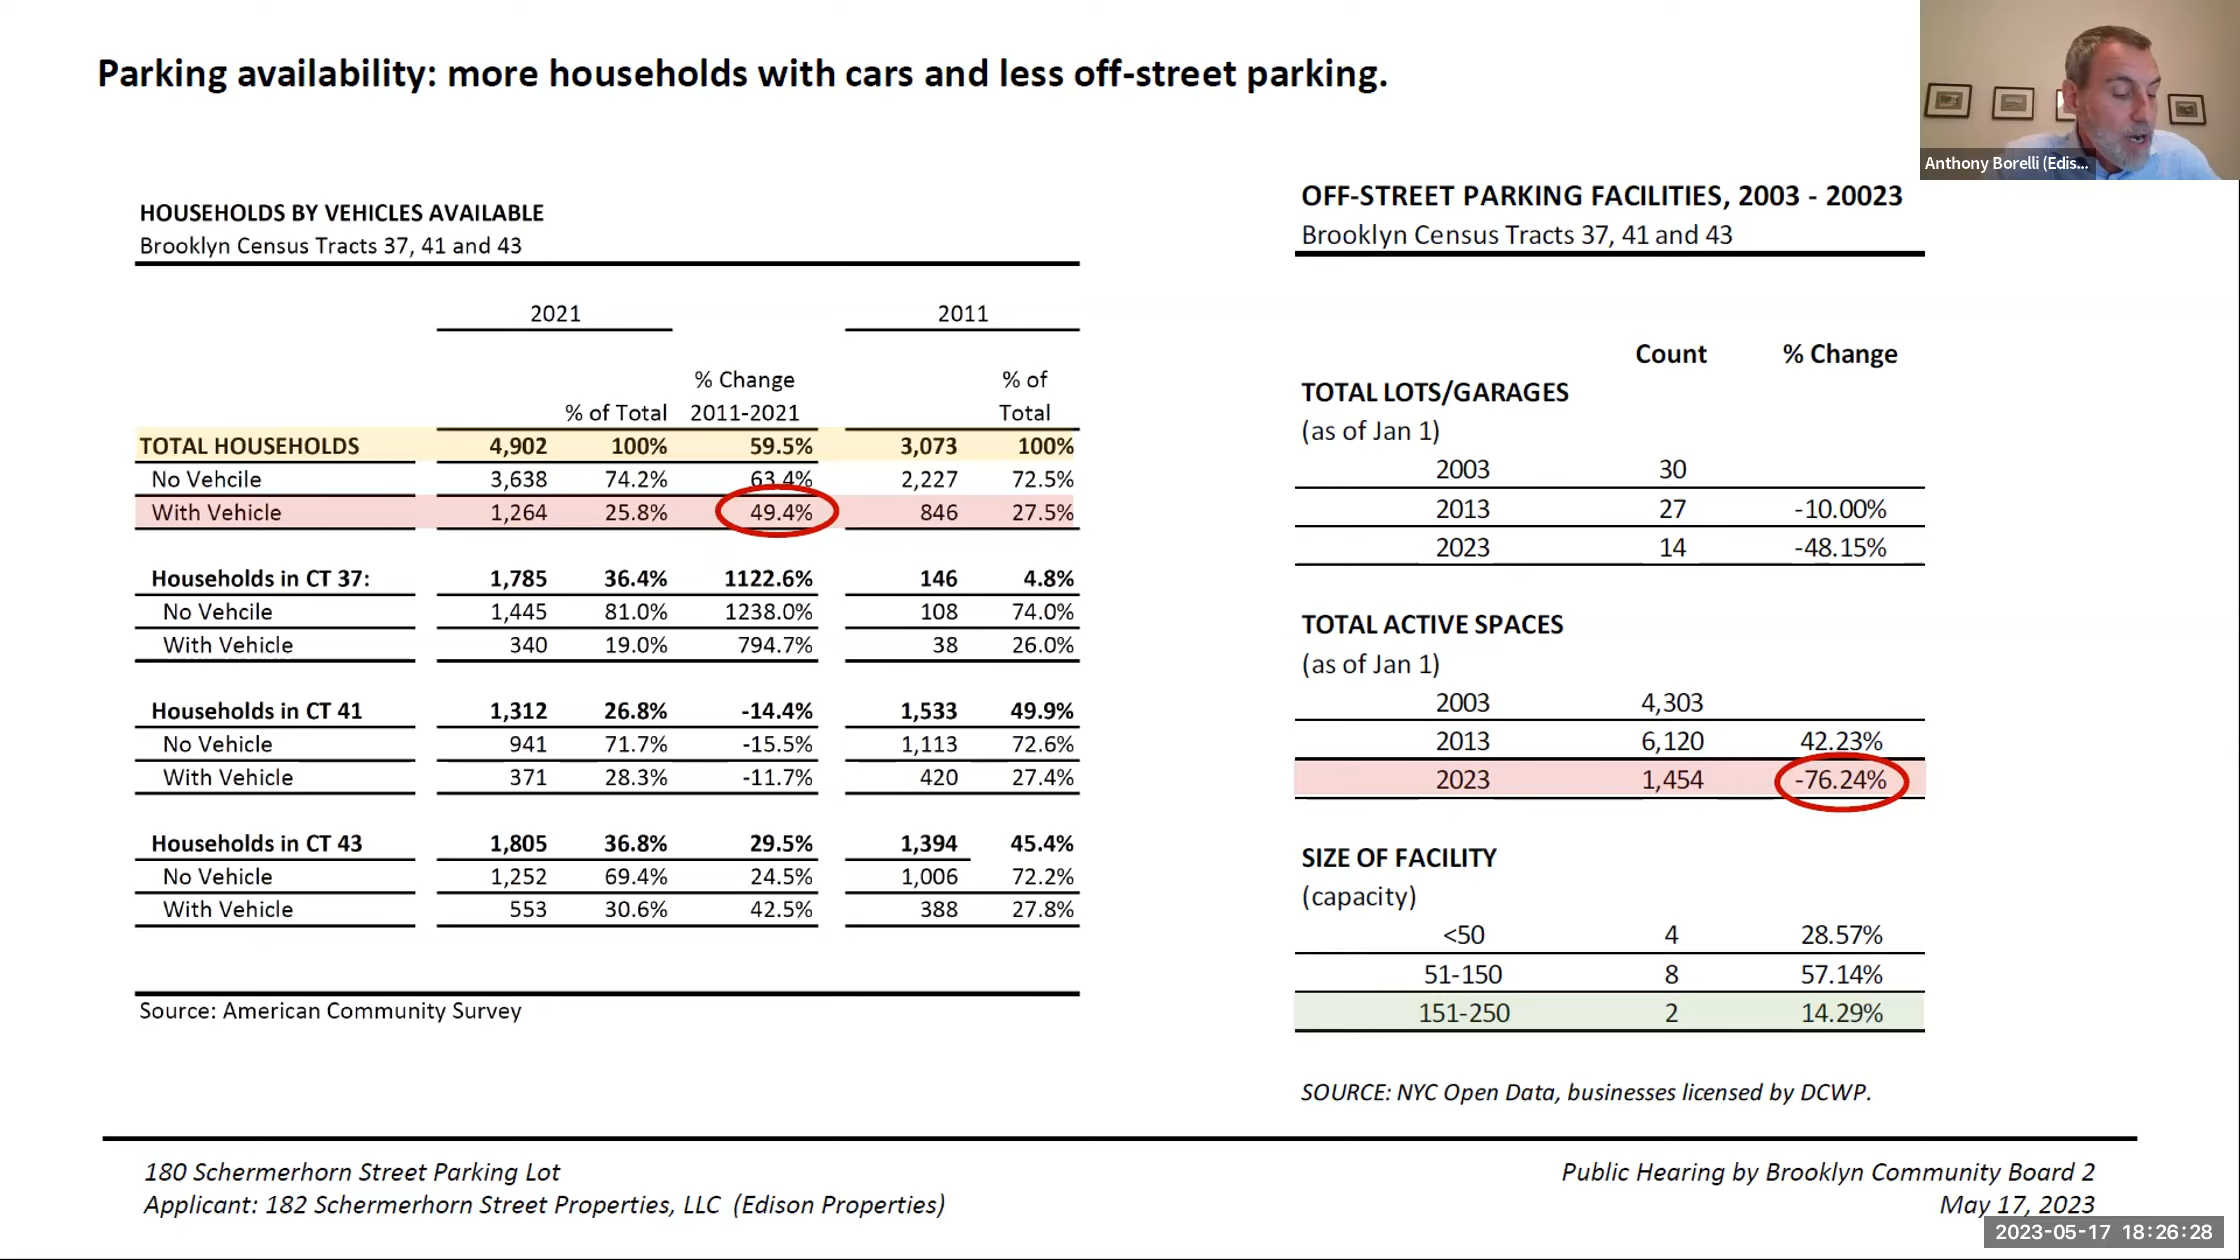 Parking availability: more households with cars and less off-street parking.
Anthony Borelli (Edis...
HOUSEHOLDS BY VEHICLES AVAILABLE
Brooklyn Census Tracts 37, 41 and 43
2021 2011
% Change % of
% of Total 2011-2021 Total
TOTAL HOUSEHOLDS 4,902 100% 59.5% 3,073 100%
No Vehcile 3,638 74.2% 63.4% 2,227 72.5%
With Vehicle 1,264 25.8% 49.4% 846 27.5%
Households in CT 37: 1,785 36.4% 1122.6% 146 4.8%
No Vehcile 1,445 81.0% 1238.0% 108 74.0%
With Vehicle 340 19.0% 794.7% 38 26.0%
Households in CT 41 1,312 26.8% -14.4% 1,533 49.9%
No Vehicle 941 71.7% -15.5% 1,113 72.6%
With Vehicle 371 28.3% -11.7% 420 27.4%
Households in CT 43 1,805 36.8% 29.5% 1,394 45.4%
No Vehicle 1,252 69.4% 24.5% 1,006 72.2%
With Vehicle 553 30.6% 42.5% 388 27.8%
Source: American Community Survey
OFF-STREET PARKING FACILITIES, 2003 - 20023
Brooklyn Census Tracts 37, 41 and 43
Count % Change
TOTAL LOTS/GARAGES
(as of Jan 1)
2003 30
2013 27 -10.00%
2023 14 -48.15%
TOTAL ACTIVE SPACES
(as of Jan 1)
2003 4,303
2013 6,120 42.23%
2023 1,454 -76.24%
SIZE OF FACILITY
(capacity)
<50 4 28.57%
51-150 8 57.14%
151-250 2 14.29%
SOURCE: NYC Open Data, businesses licensed by DCWP.
180 Schermerhorn Street Parking Lot
Applicant: 182 Schermerhorn Street Properties, LLC (Edison Properties)
Public Hearing by Brooklyn Community Board 2
May 17, 2023
2023-05-17 18:26:28